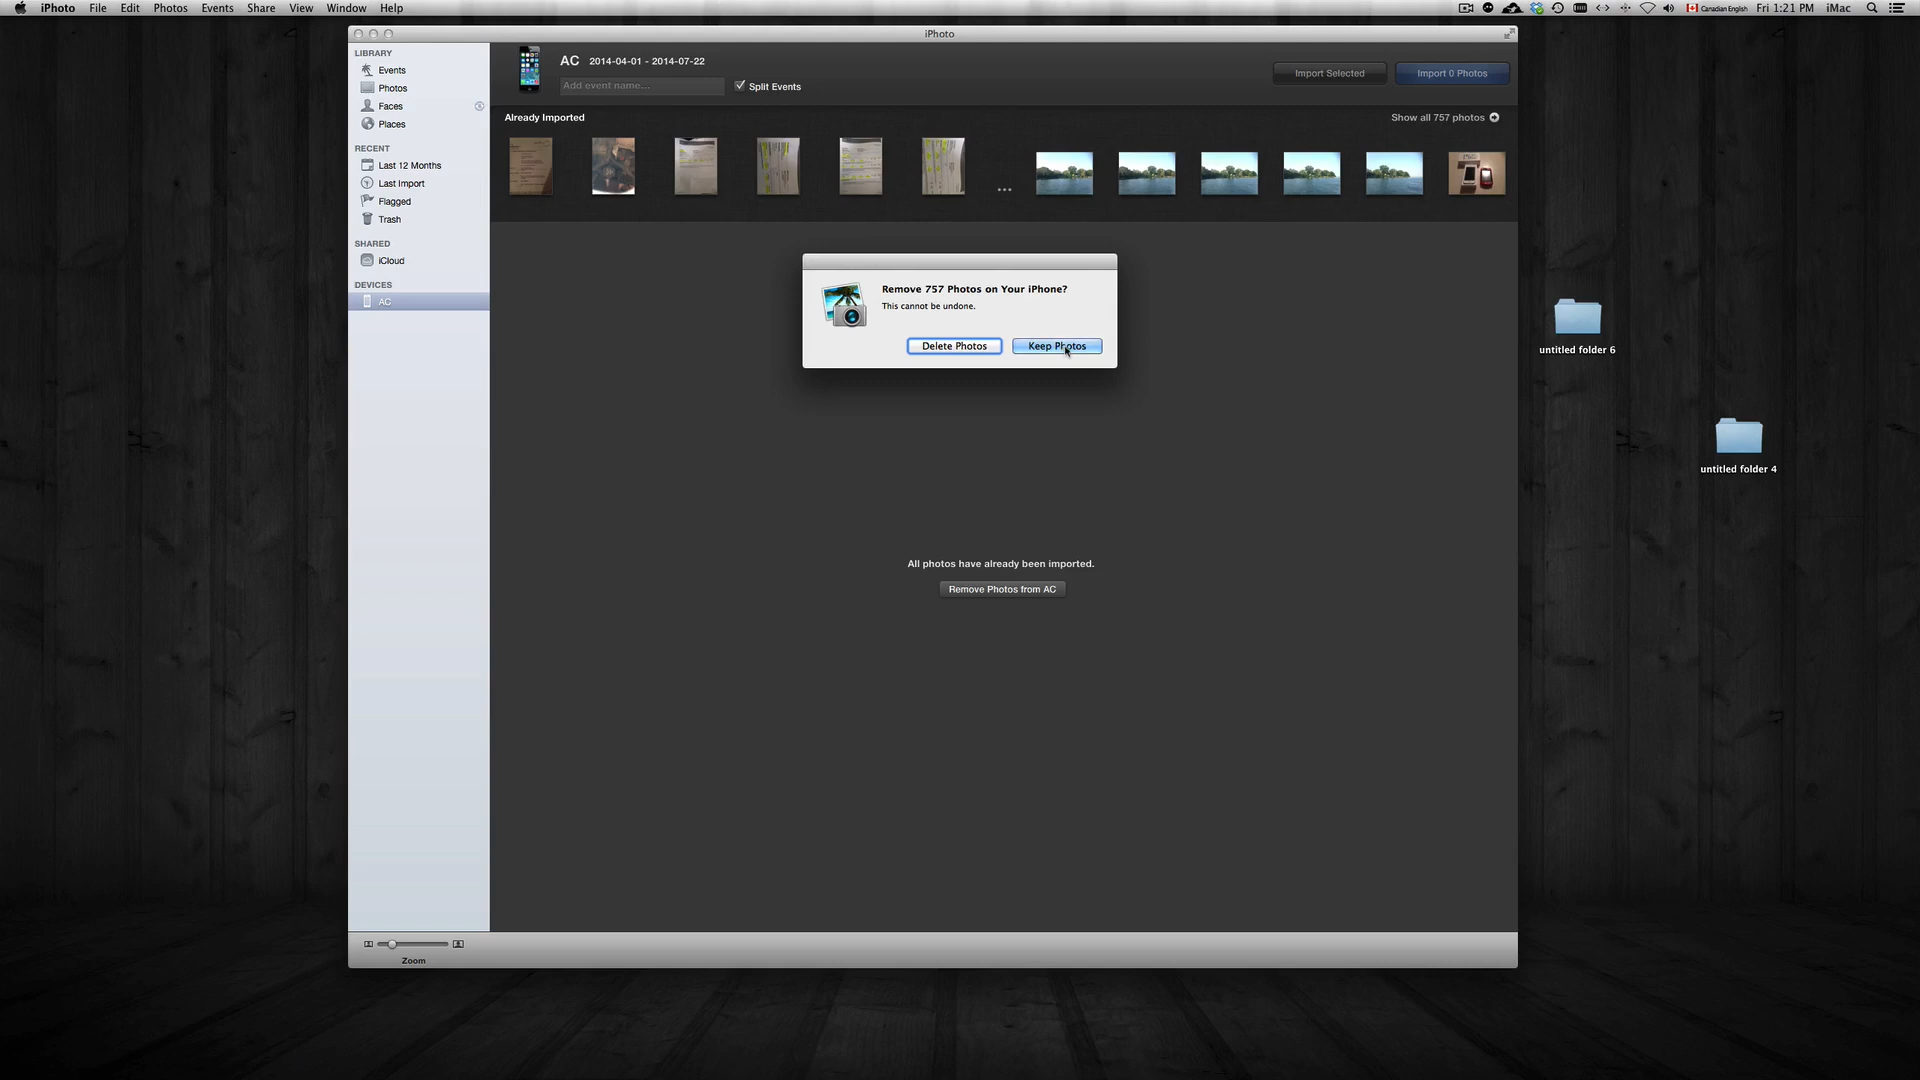 iPhoto File Edit Photos Events Share View Window Help
Canadian English Fri 1:21 PM iMac
iPhoto
LIBRARY
Events
Photos
Faces
Places
RECENT
Last 12 Months
Last Import
Flagged
Trash
SHARED
iCloud
DEVICES
AC
AC 2014-04-01 - 2014-07-22
Add event name...
Split Events
Import Selected
Import 0 Photos
Already Imported
Show all 757 photos
...
Remove 757 Photos on Your iPhone?
This cannot be undone.
Delete Photos
Keep Photos
All photos have already been imported.
Remove Photos from AC
untitled folder 6
untitled folder 4
Zoom